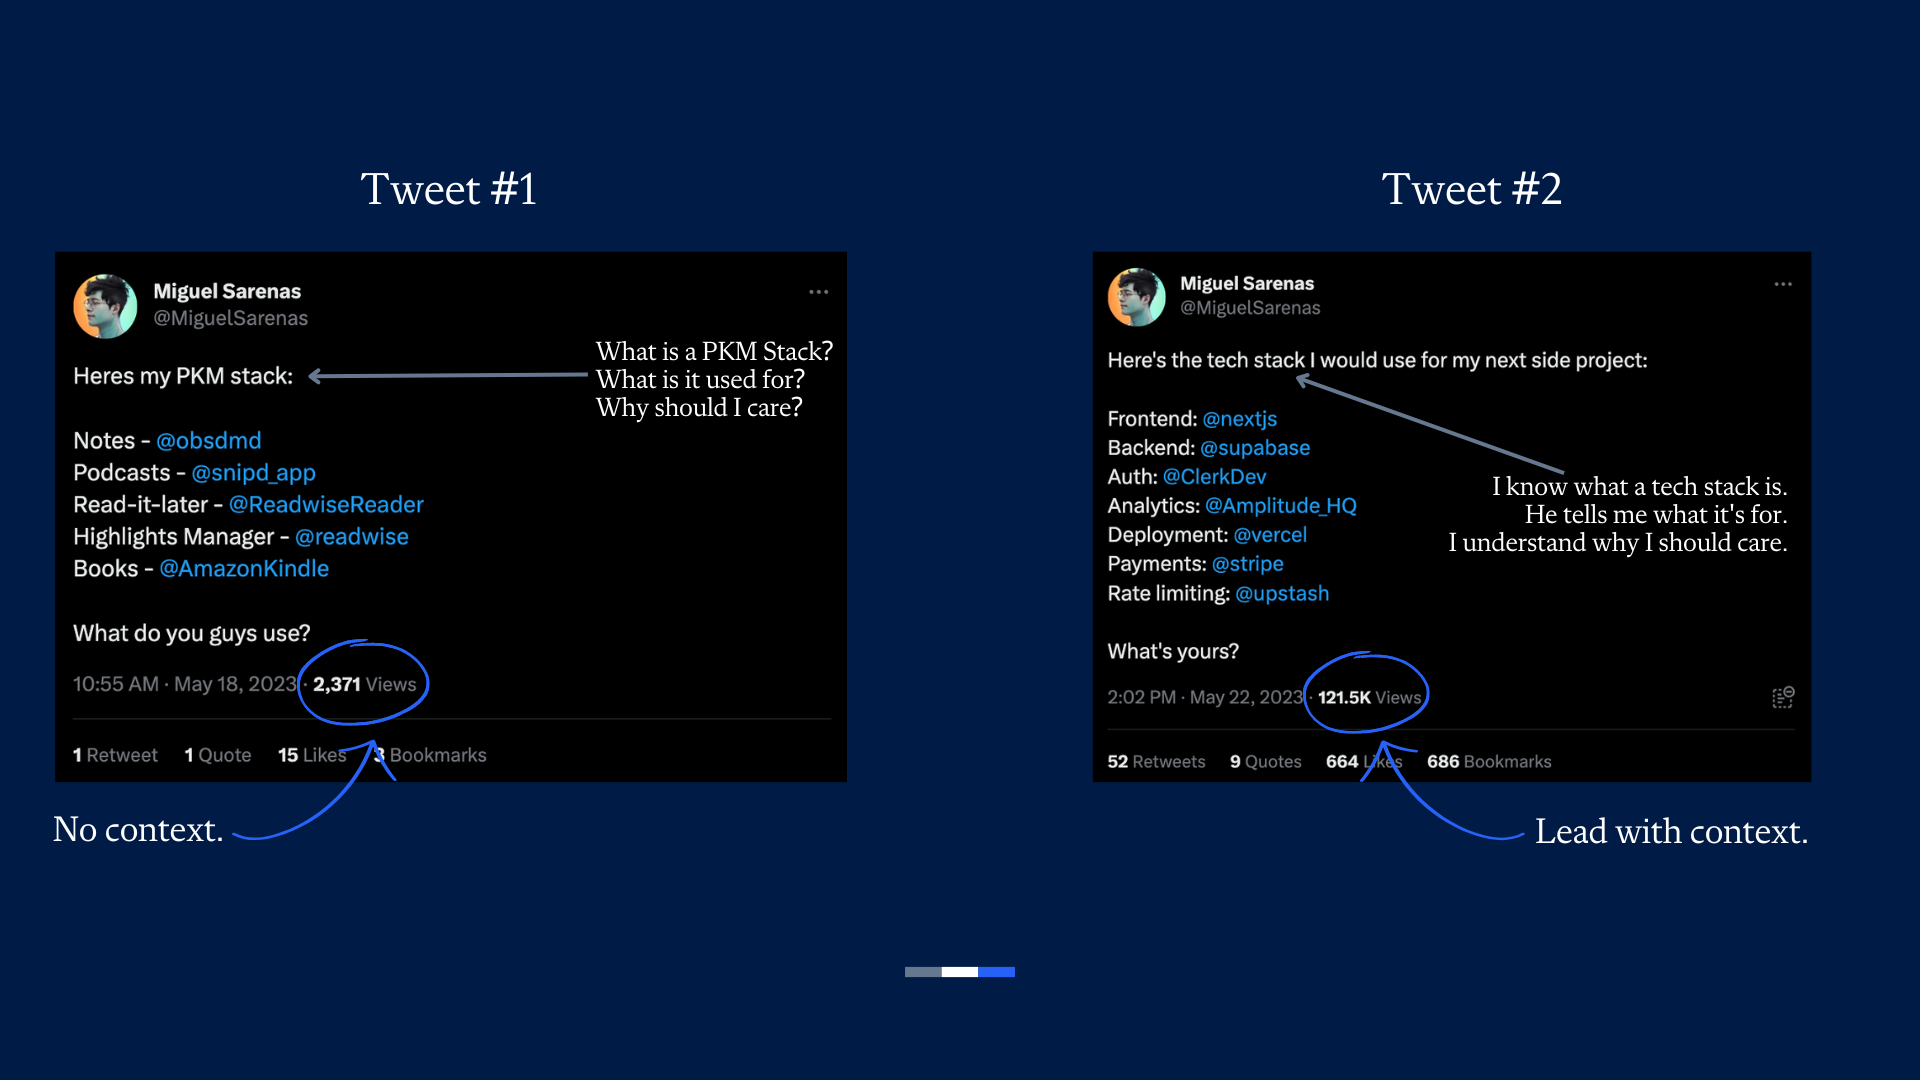 Tweet #1
Miguel Sarenas
@MiguelSarenas
Heres my PKM stack:
What is a PKM Stack?
What is it used for?
Why should I care?
Notes - @obsdmd
Podcasts - @snipd_app
Read-it-later - @ReadwiseReader
Highlights Manager - @readwise
Books - @AmazonKindle
What do you guys use?
10:55 AM · May 18, 2023 · 2,371 Views
1 Retweet 1 Quote 15 Likes 3 Bookmarks
No context.
Tweet #2
Miguel Sarenas
@MiguelSarenas
Here's the tech stack I would use for my next side project:
Frontend: @nextjs
Backend: @supabase
Auth: @ClerkDev
Analytics: @Amplitude_HQ
Deployment: @vercel
Payments: @stripe
Rate limiting: @upstash
I know what a tech stack is.
He tells me what it's for.
I understand why I should care.
What's yours?
2:02 PM · May 22, 2023 · 121.5K Views
52 Retweets 9 Quotes 664 Likes 686 Bookmarks
Lead with context.